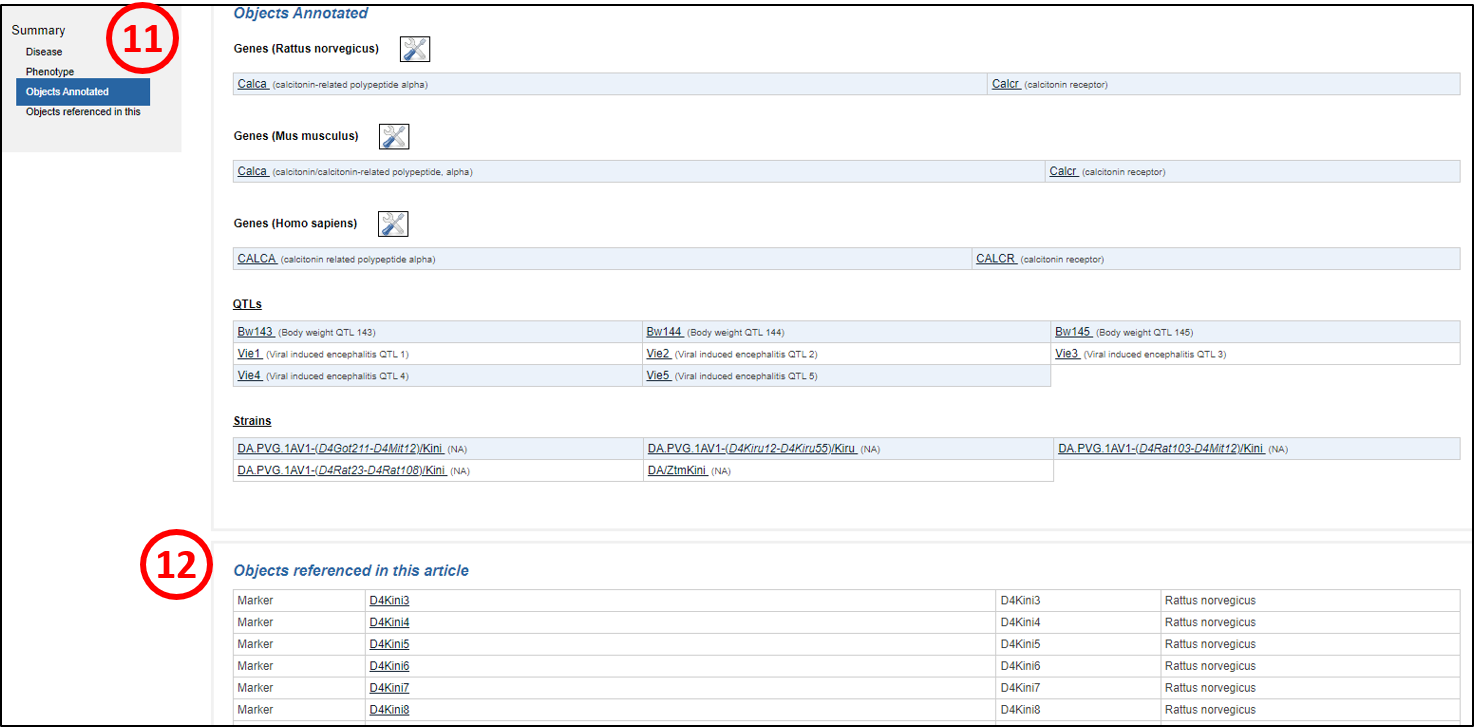 Summary
11
Disease
Phenotype
Objects Annotated
Objects referenced in this
Objects Annotated
Genes (Rattus norvegicus)
Calca (calcitonin-related polypeptide alpha) Calcr (calcitonin receptor)
Genes (Mus musculus)
Calca (calcitonin/calcitonin-related polypeptide, alpha) Calcr (calcitonin receptor)
Genes (Homo sapiens)
CALCA (calcitonin related polypeptide alpha) CALCR (calcitonin receptor)
QTLs
Bw143 (Body weight QTL 143) Bw144 (Body weight QTL 144) Bw145 (Body weight QTL 145)
Vie1 (Viral induced encephalitis QTL 1) Vie2 (Viral induced encephalitis QTL 2) Vie3 (Viral induced encephalitis QTL 3)
Vie4 (Viral induced encephalitis QTL 4) Vie5 (Viral induced encephalitis QTL 5)
Strains
DA.PVG.1AV1-(D4Got211-D4Mit12)/Kini (NA) DA.PVG.1AV1-(D4Kiru12-D4Kiru55)/Kiru (NA) DA.PVG.1AV1-(D4Rat103-D4Mit12)/Kini (NA)
DA.PVG.1AV1-(D4Rat23-D4Rat108)/Kini (NA) DA/ZtmKini (NA)
12
Objects referenced in this article
Marker D4Kini3 D4Kini3 Rattus norvegicus
Marker D4Kini4 D4Kini4 Rattus norvegicus
Marker D4Kini5 D4Kini5 Rattus norvegicus
Marker D4Kini6 D4Kini6 Rattus norvegicus
Marker D4Kini7 D4Kini7 Rattus norvegicus
Marker D4Kini8 D4Kini8 Rattus norvegicus